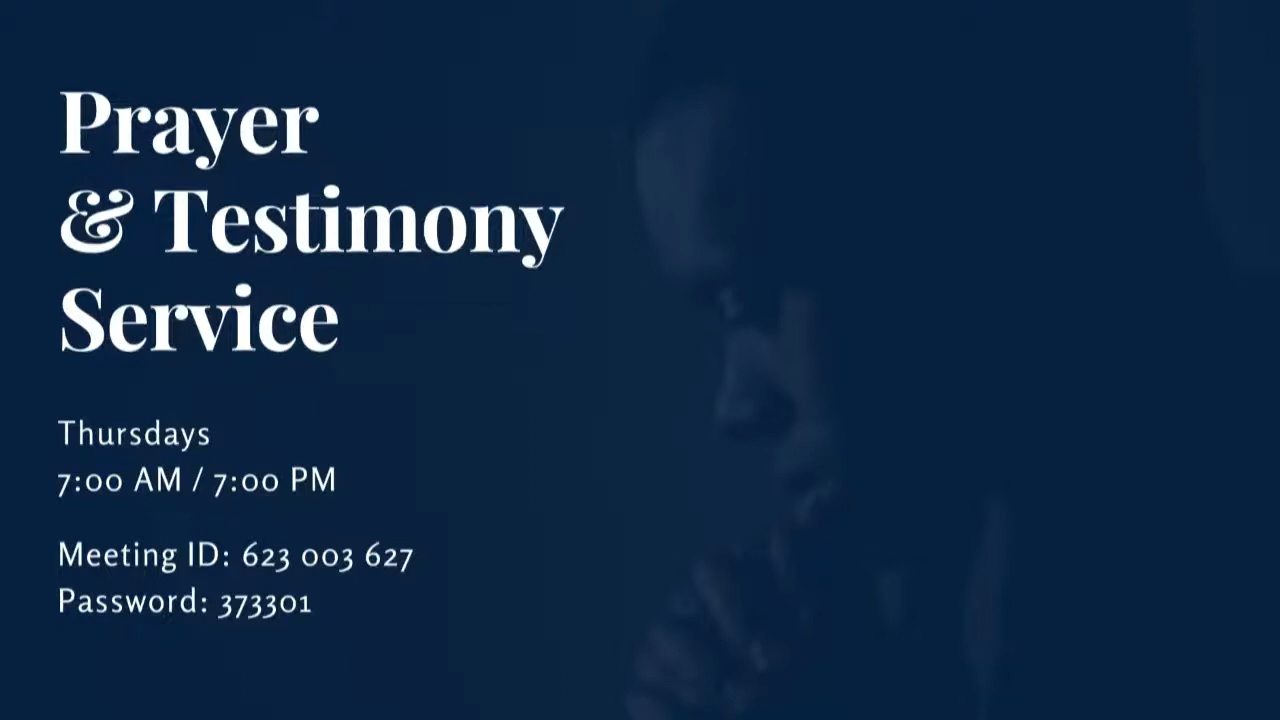 Prayer
& Testimony
Service
Thursdays
7:00 AM / 7:00 PM
Meeting ID: 623 003 627
Password: 373301